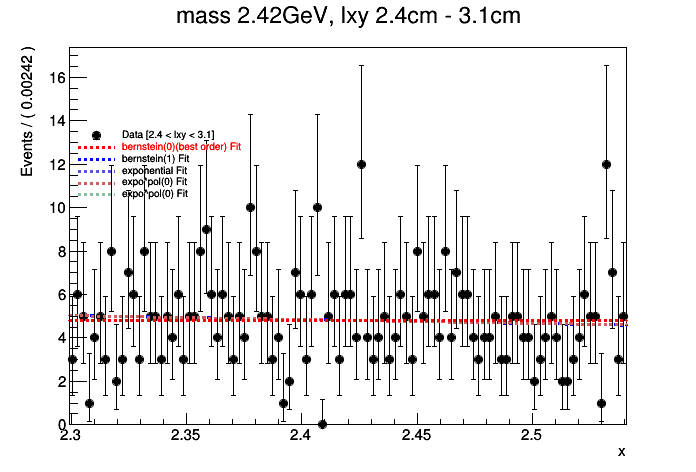 mass 2.42GeV, lxy 2.4cm - 3.1cm
Events / ( 0.00242 )
16
14
12
10
8
6
4
2
0
Data [2.4 < lxy < 3.1]
bernstein(0)(best order) Fit
bernstein(1) Fit
exponential Fit
expo*pol(0) Fit
expo*pol(0) Fit
2.3 2.35 2.4 2.45 2.5
x